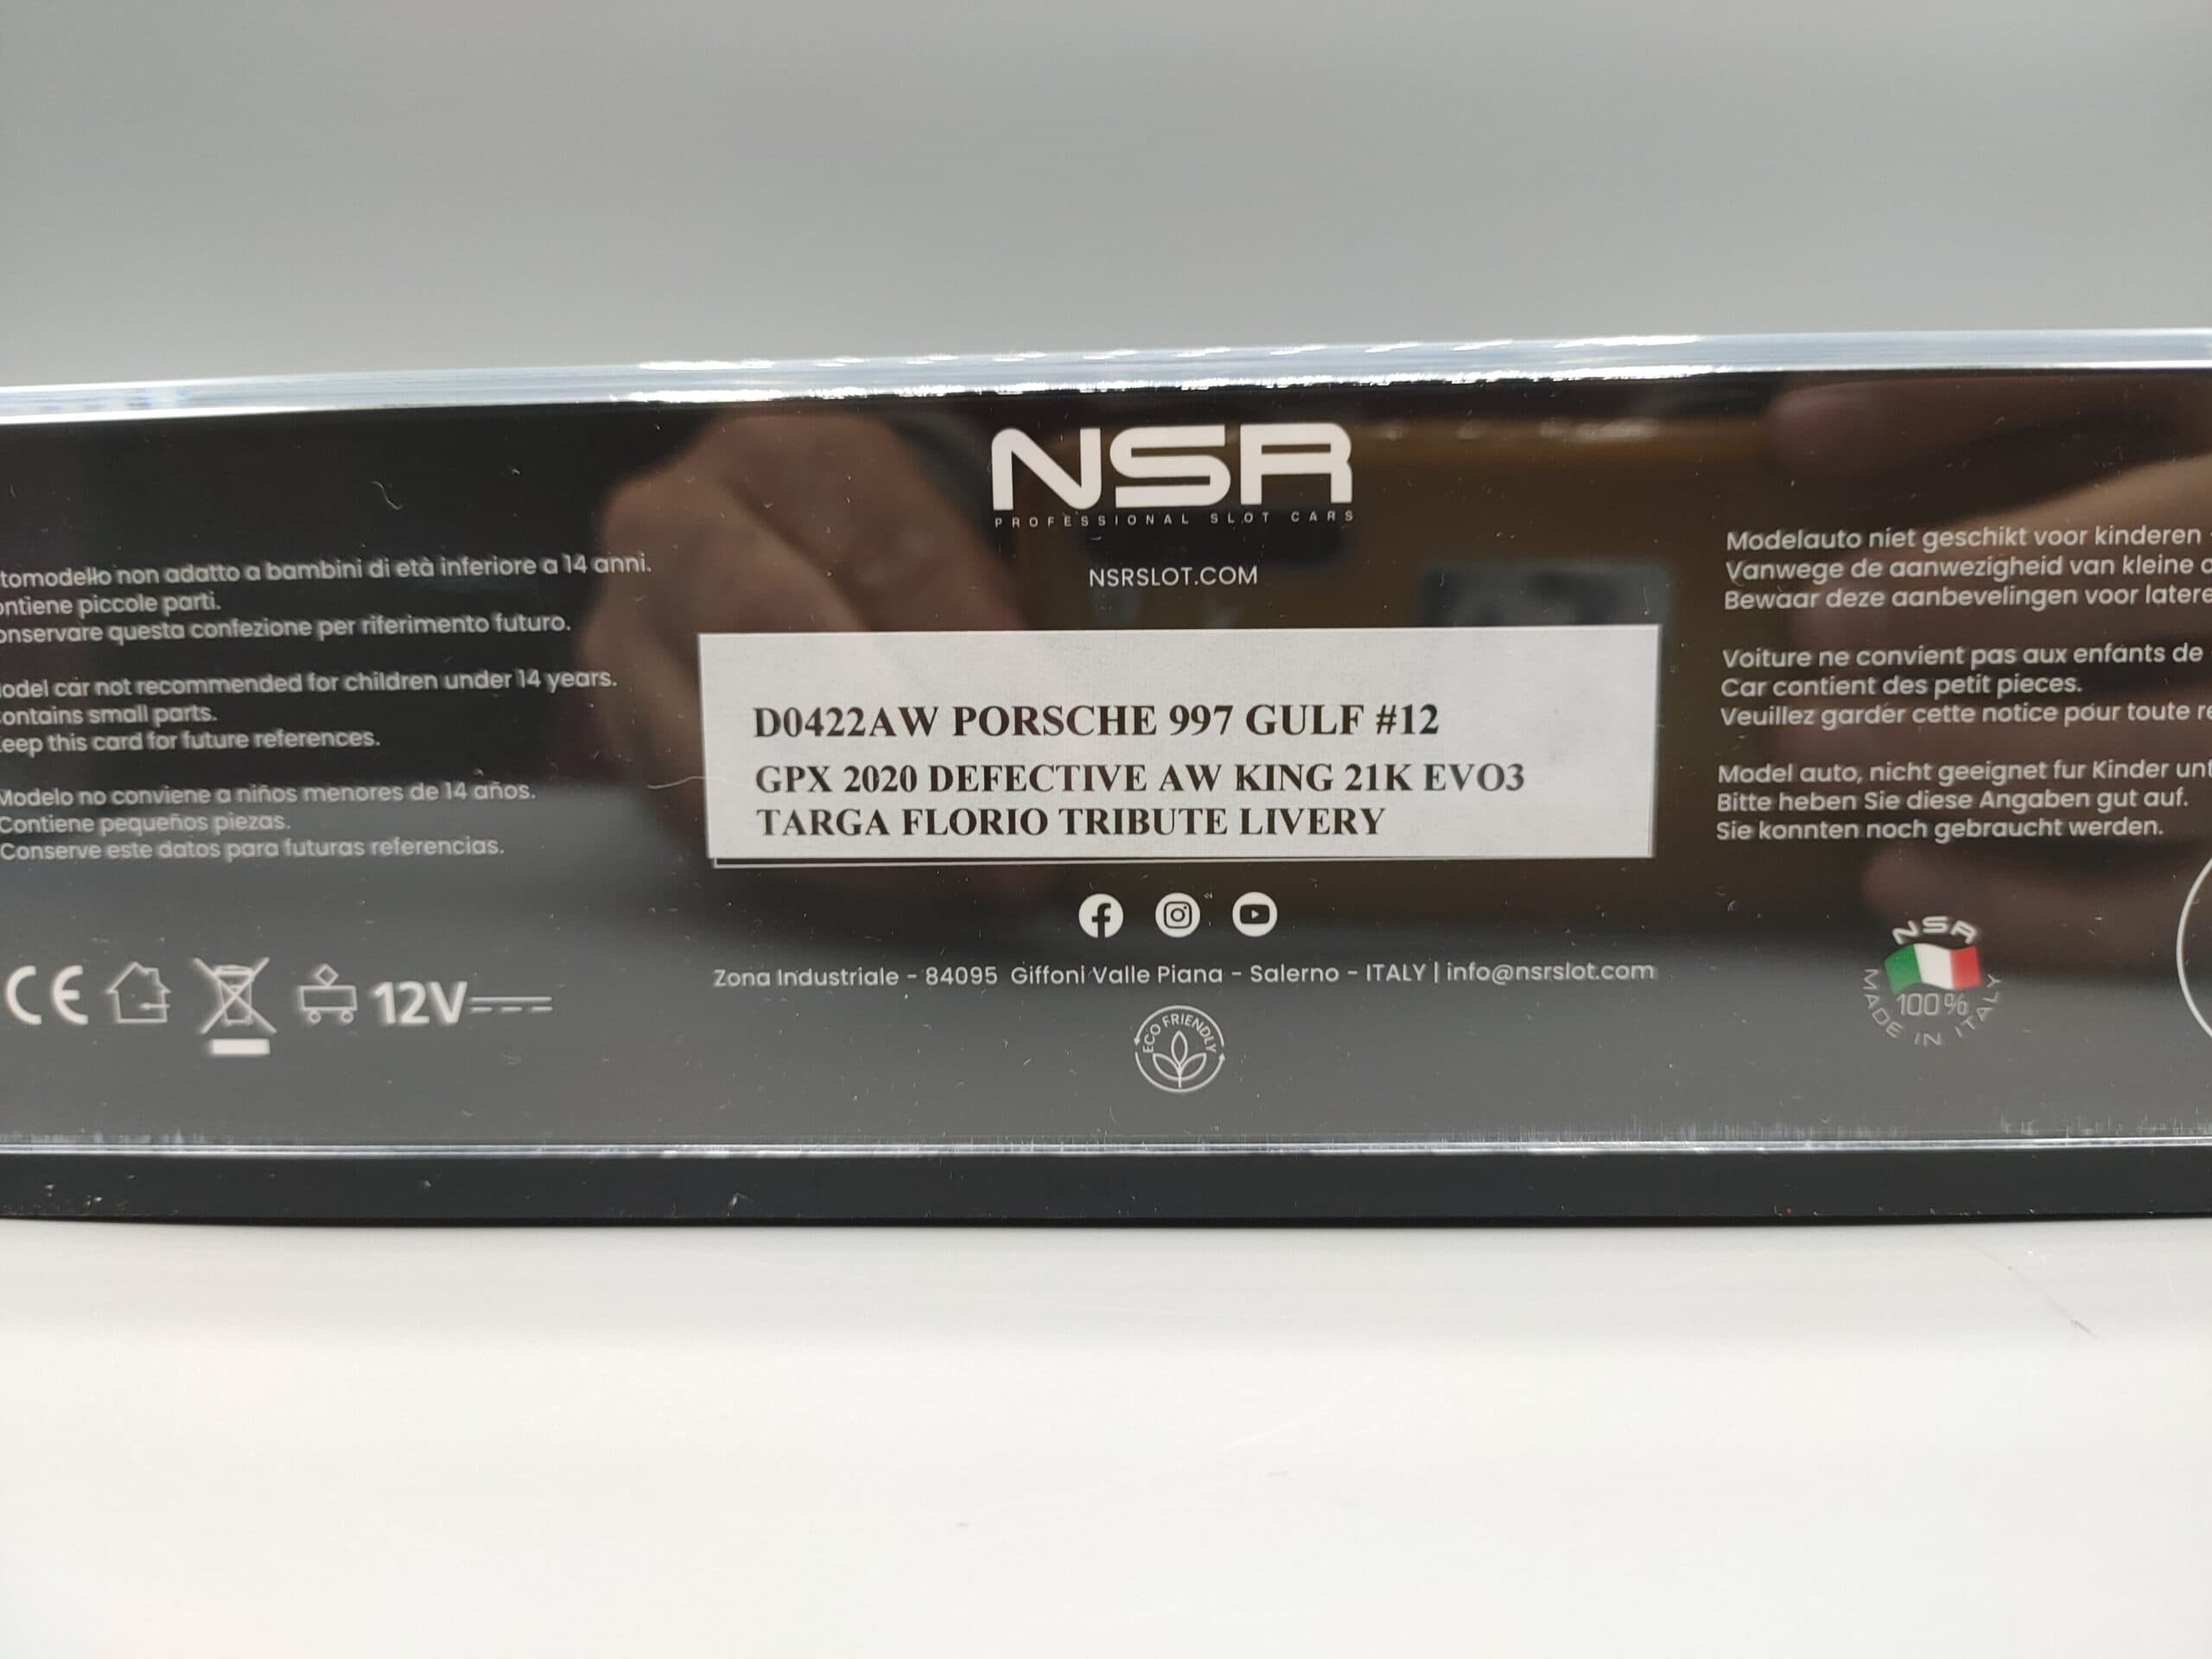 NSR
PROFESSIONAL SLOT CARS
NSRSLOT.COM
tomodello non adatto a bambini di età inferiore a 14 anni.
ontiene piccole parti.
onservare questa confezione per riferimento futuro.
odel car not recommended for children under 14 years.
ontains small parts.
eep this card for future references.
Modelo no conviene a niños menores de 14 años.
Contiene pequeños piezas.
Conserve este datos para futuras referencias.
D0422AW PORSCHE 997 GULF #12
GPX 2020 DEFECTIVE AW KING 21K EVO3
TARGA FLORIO TRIBUTE LIVERY
Modelauto niet geschikt voor kinderen
Vanwege de aanwezigheid van kleine
Bewaar deze aanbevelingen voor latere
Voiture ne convient pas aux enfants de
Car contient des petit pieces.
Veuillez garder cette notice pour toute re
Model auto, nicht geeignet fur Kinder unt
Bitte heben Sie diese Angaben gut auf.
Sie konnten noch gebraucht werden.
CE 12V
Zona Industriale - 84095 Giffoni Valle Piana - Salerno - ITALY | info@nsrslot.com
ECO FRIENDLY
NSR
100%
MADE IN ITALY